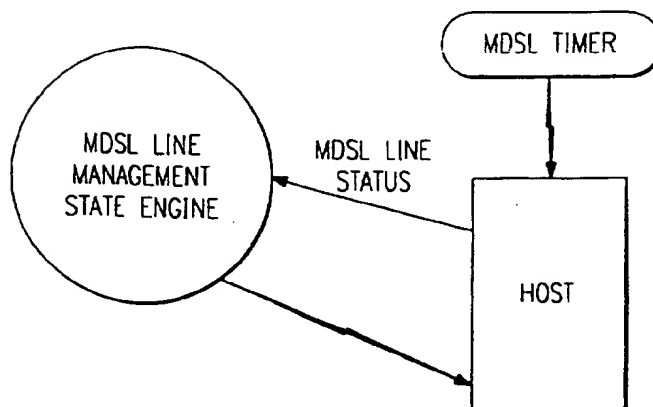 MDSL TIMER
MDSL LINE
MANAGEMENT
STATE ENGINE
MDSL LINE
STATUS
HOST